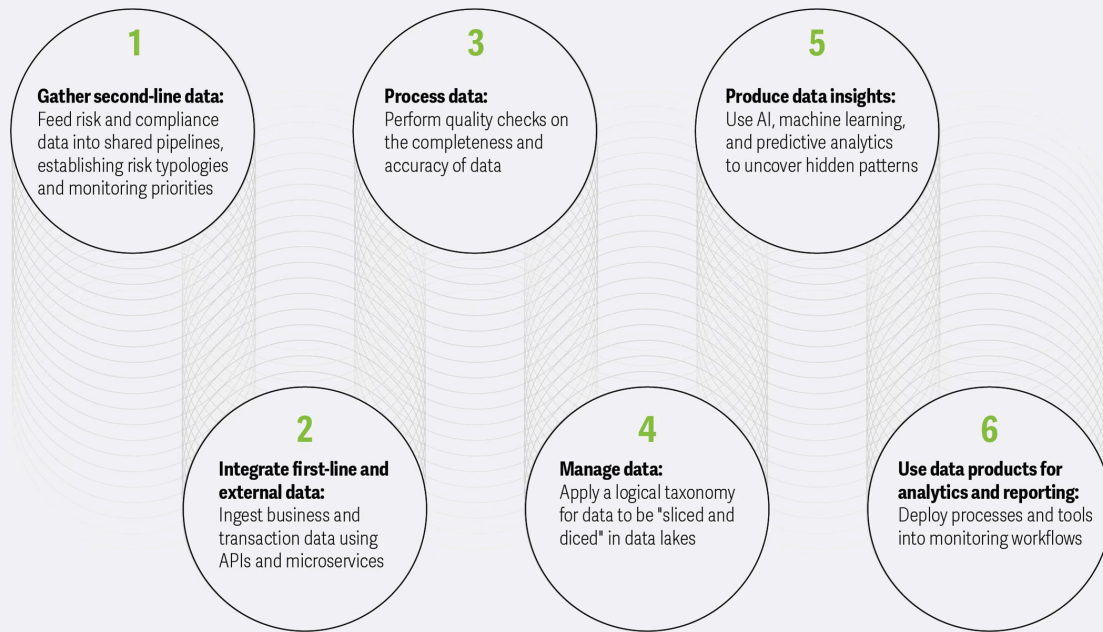 1
Gather second-line data:
Feed risk and compliance
data into shared pipelines,
establishing risk typologies
and monitoring priorities
2
Integrate first-line and
external data:
Ingest business and
transaction data using
APIs and microservices
3
Process data:
Perform quality checks on
the completeness and
accuracy of data
4
Manage data:
Apply a logical taxonomy
for data to be "sliced and
diced" in data lakes
5
Produce data insights:
Use AI, machine learning,
and predictive analytics
to uncover hidden patterns
6
Use data products for
analytics and reporting:
Deploy processes and tools
into monitoring workflows